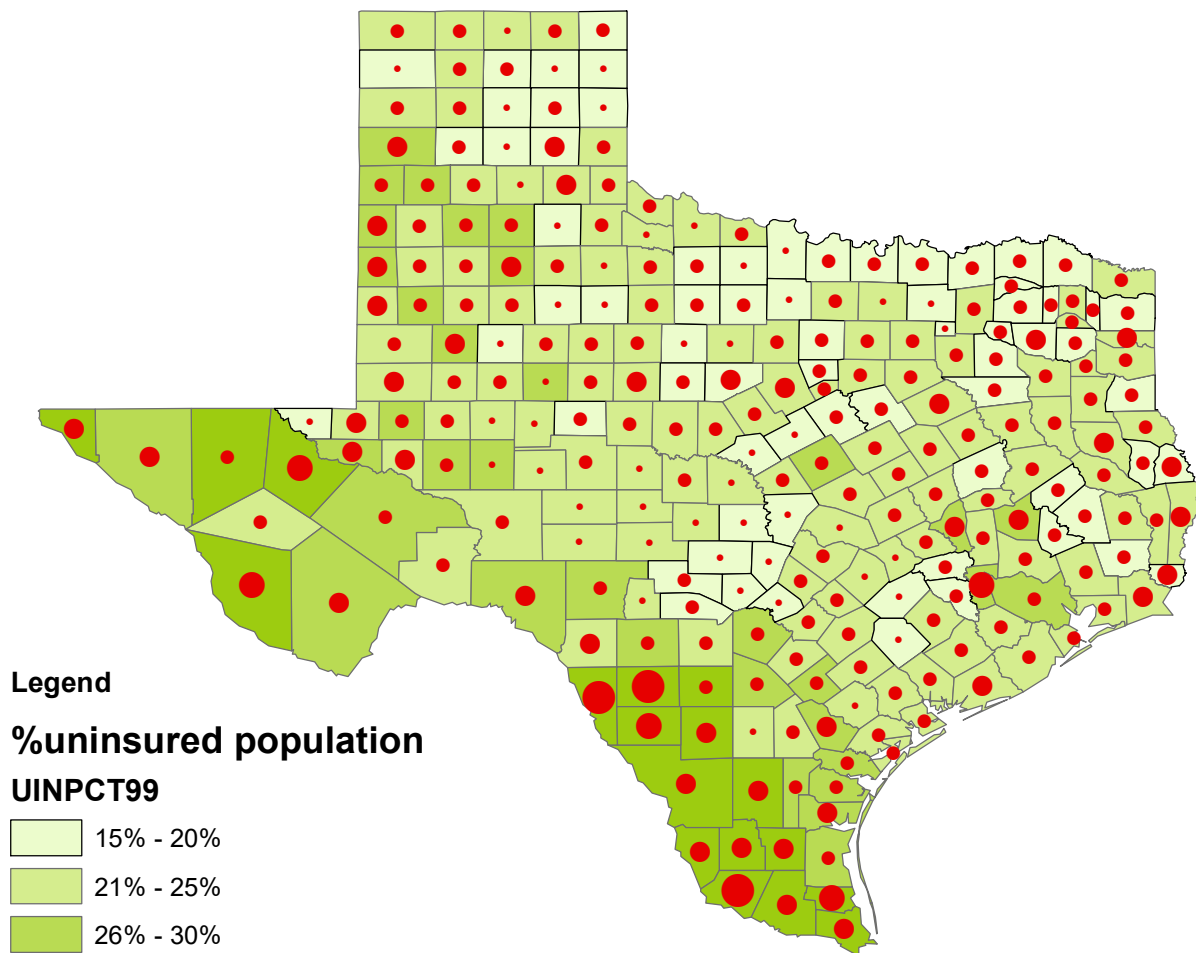 Legend
%uninsured population
UINPCT99
15% - 20%
21% - 25%
26% - 30%